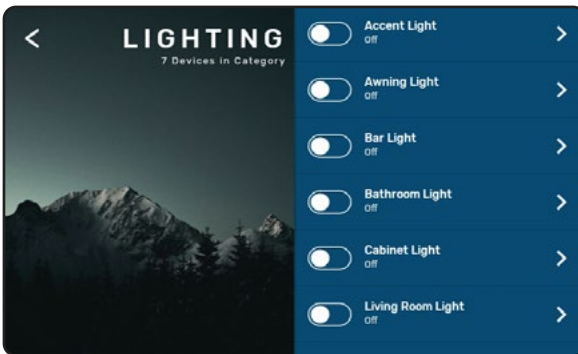 LIGHTING
7 Devices in Category
Accent Light
Off
Awning Light
Off
Bar Light
Off
Bathroom Light
Off
Cabinet Light
Off
Living Room Light
Off